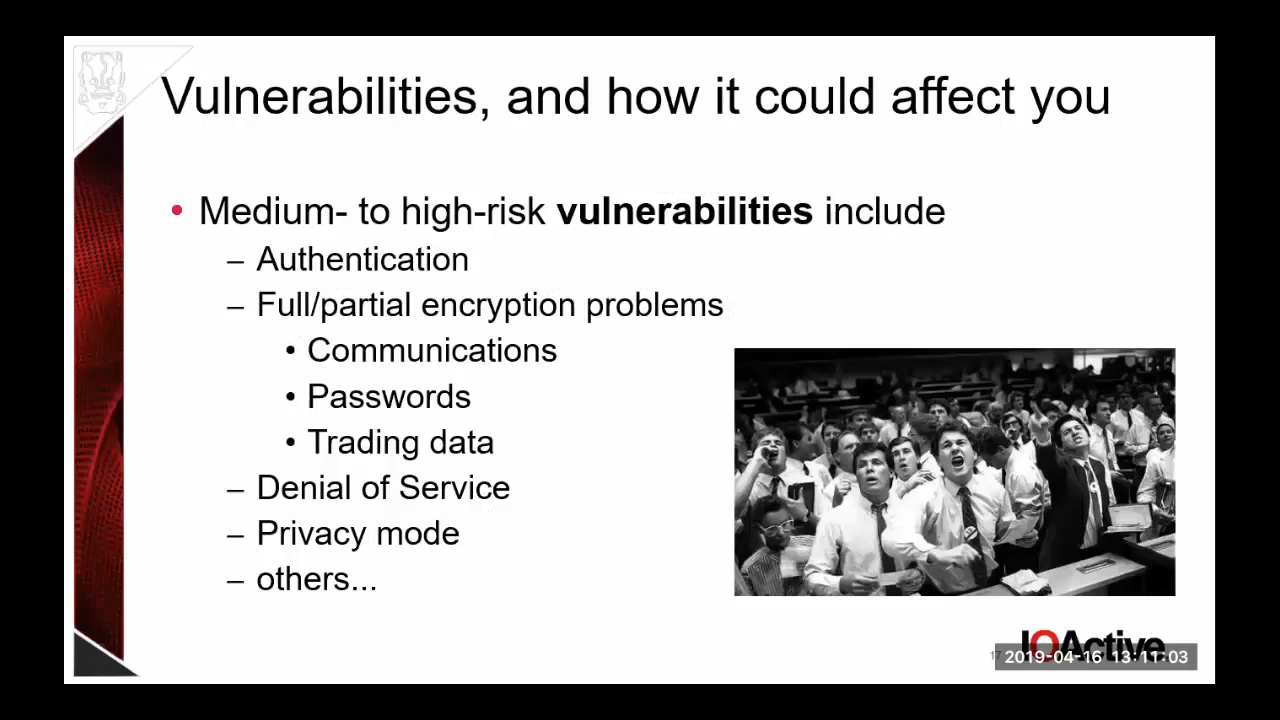 Vulnerabilities, and how it could affect you
• Medium- to high-risk vulnerabilities include
– Authentication
– Full/partial encryption problems
• Communications
• Passwords
• Trading data
– Denial of Service
– Privacy mode
– others...
IOActive
17
2019-04-16 13:11:03